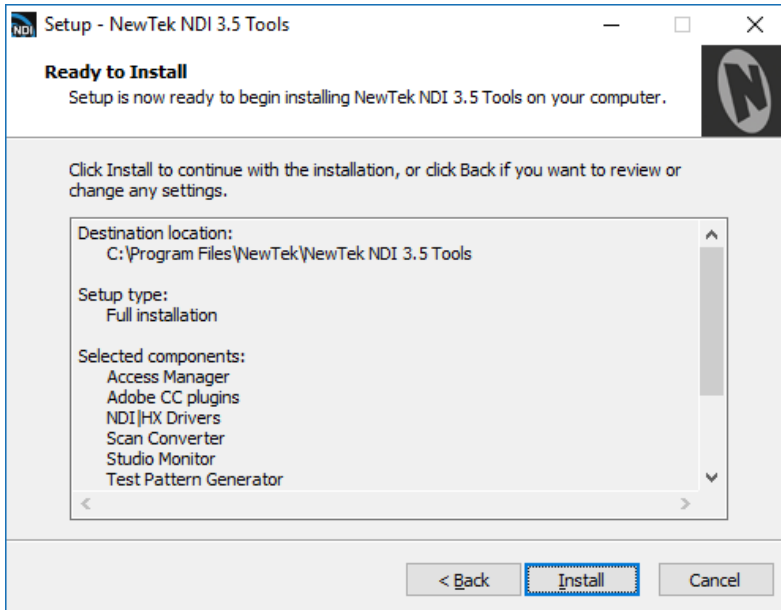 NDI Setup - NewTek NDI 3.5 Tools
Ready to Install
Setup is now ready to begin installing NewTek NDI 3.5 Tools on your computer.
N
Click Install to continue with the installation, or click Back if you want to review or
change any settings.
Destination location:
C:\Program Files\NewTek\NewTek NDI 3.5 Tools
Setup type:
Full installation
Selected components:
Access Manager
Adobe CC plugins
NDI|HX Drivers
Scan Converter
Studio Monitor
Test Pattern Generator
< Back Install Cancel